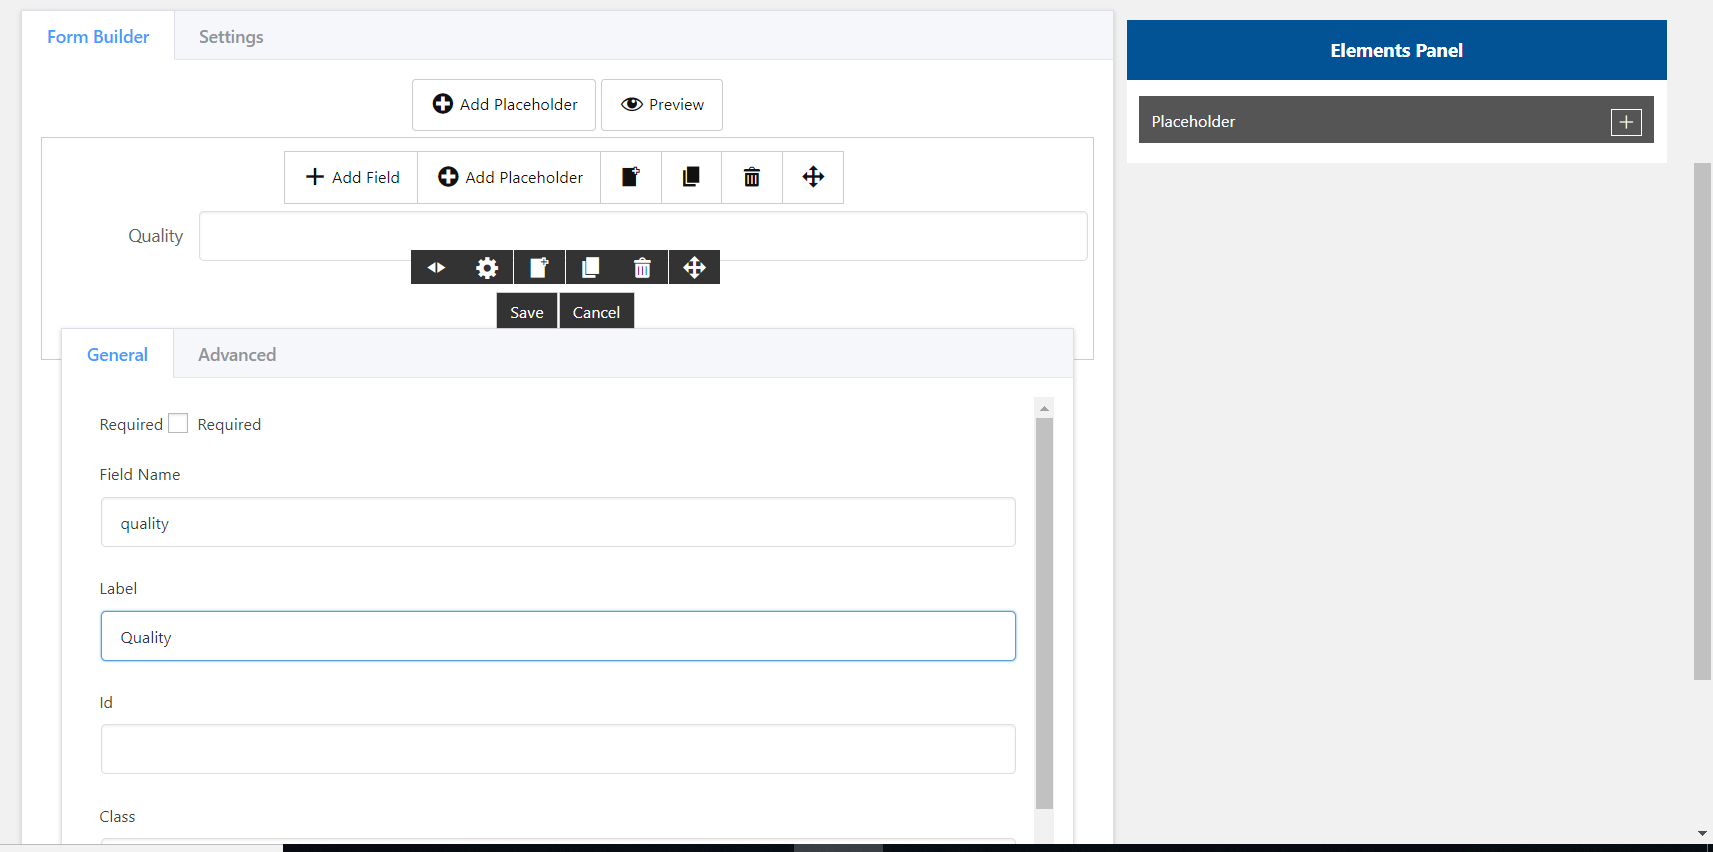 Form Builder Settings
Elements Panel
Add Placeholder Preview
Placeholder
Add Field Add Placeholder
Quality
Save Cancel
General Advanced
Required Required
Field Name
quality
Label
Quality
Id
Class